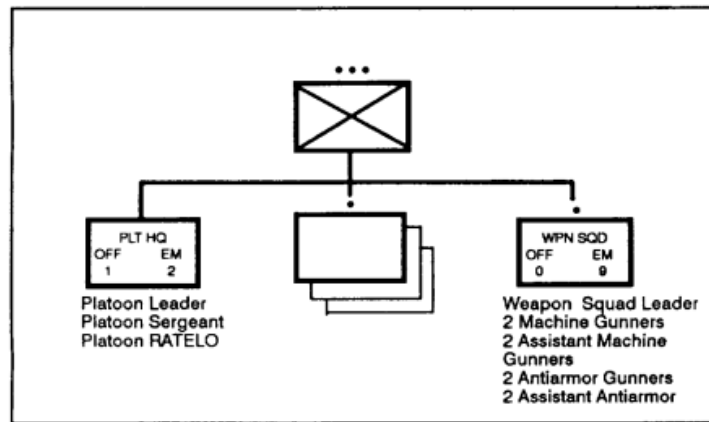 PLT HQ
OFF EM
1 2
Platoon Leader
Platoon Sergeant
Platoon RATELO
WPN SQD
OFF EM
0 9
Weapon Squad Leader
2 Machine Gunners
2 Assistant Machine
Gunners
2 Antiarmor Gunners
2 Assistant Antiarmor